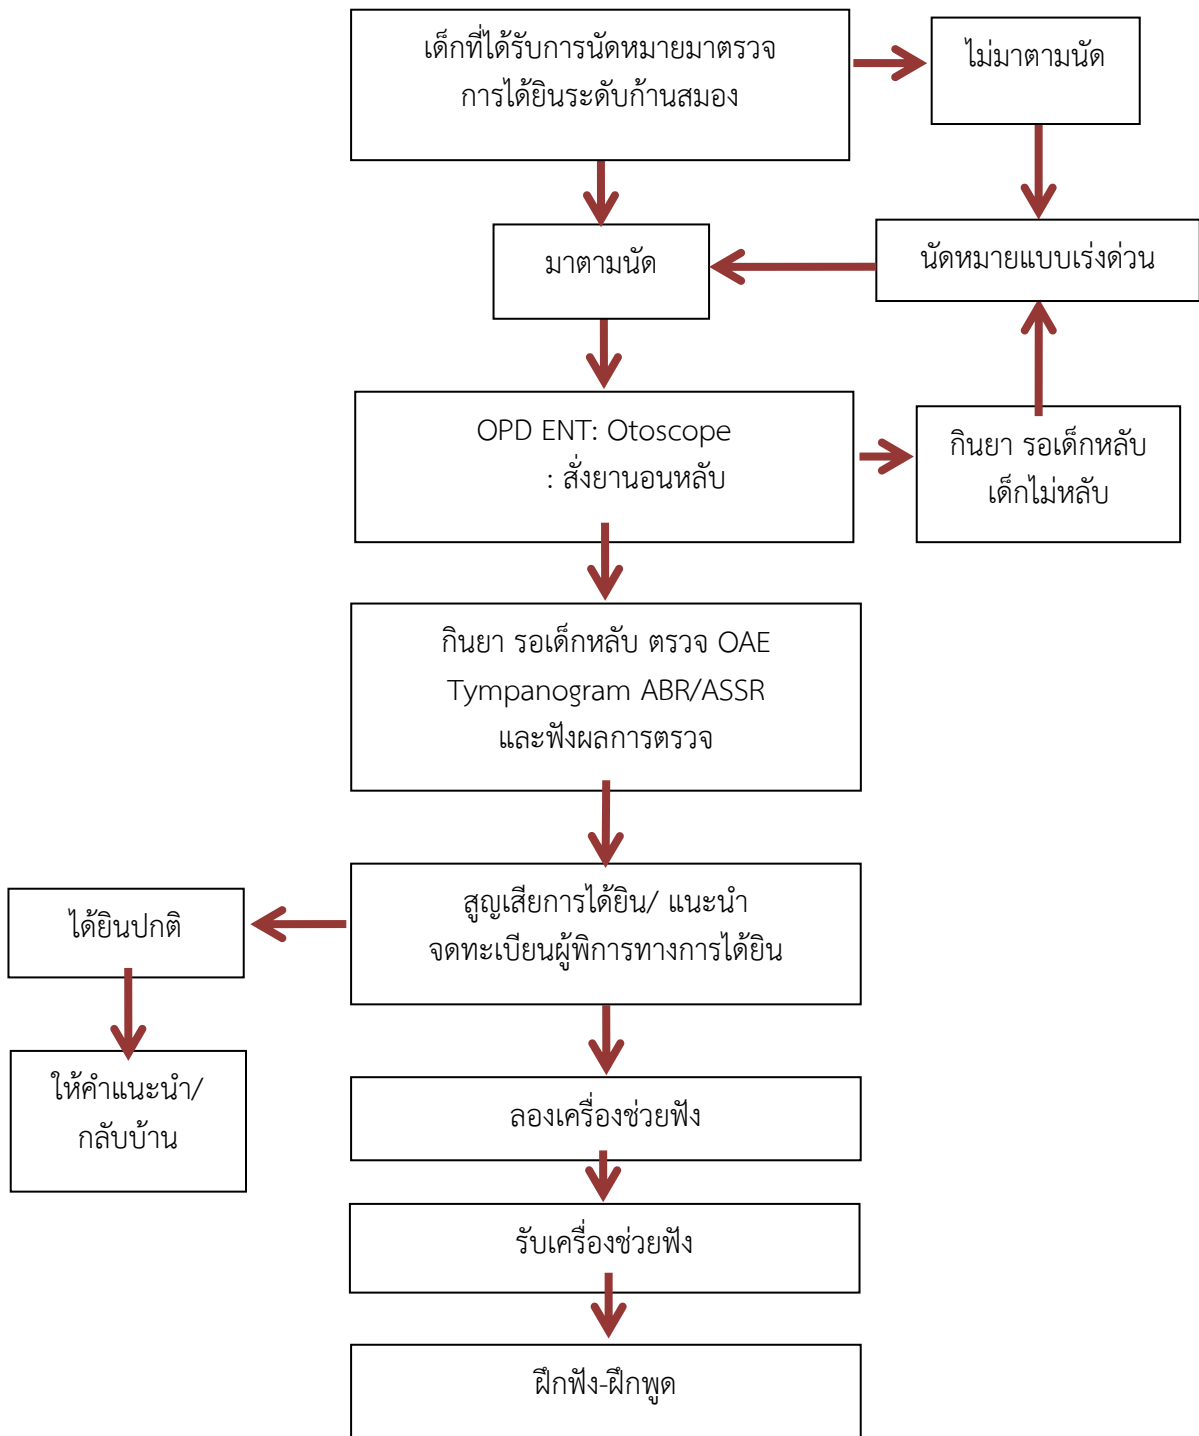 เด็กที่ได้รับการนัดหมายมาตรวจ
การได้ยินระดับก้านสมอง
ไม่มาตามนัด
มาตามนัด
นัดหมายแบบเร่งด่วน
OPD ENT: Otoscope
: สั่งยานอนหลับ
กินยา รอเด็กหลับ
เด็กไม่หลับ
กินยา รอเด็กหลับ ตรวจ OAE
Tympanogram ABR/ASSR
และฟังผลการตรวจ
สูญเสียการได้ยิน/ แนะนำ
จดทะเบียนผู้พิการทางการได้ยิน
ได้ยินปกติ
ให้คำแนะนำ/
กลับบ้าน
ลองเครื่องช่วยฟัง
รับเครื่องช่วยฟัง
ฝึกฟัง-ฝึกพูด